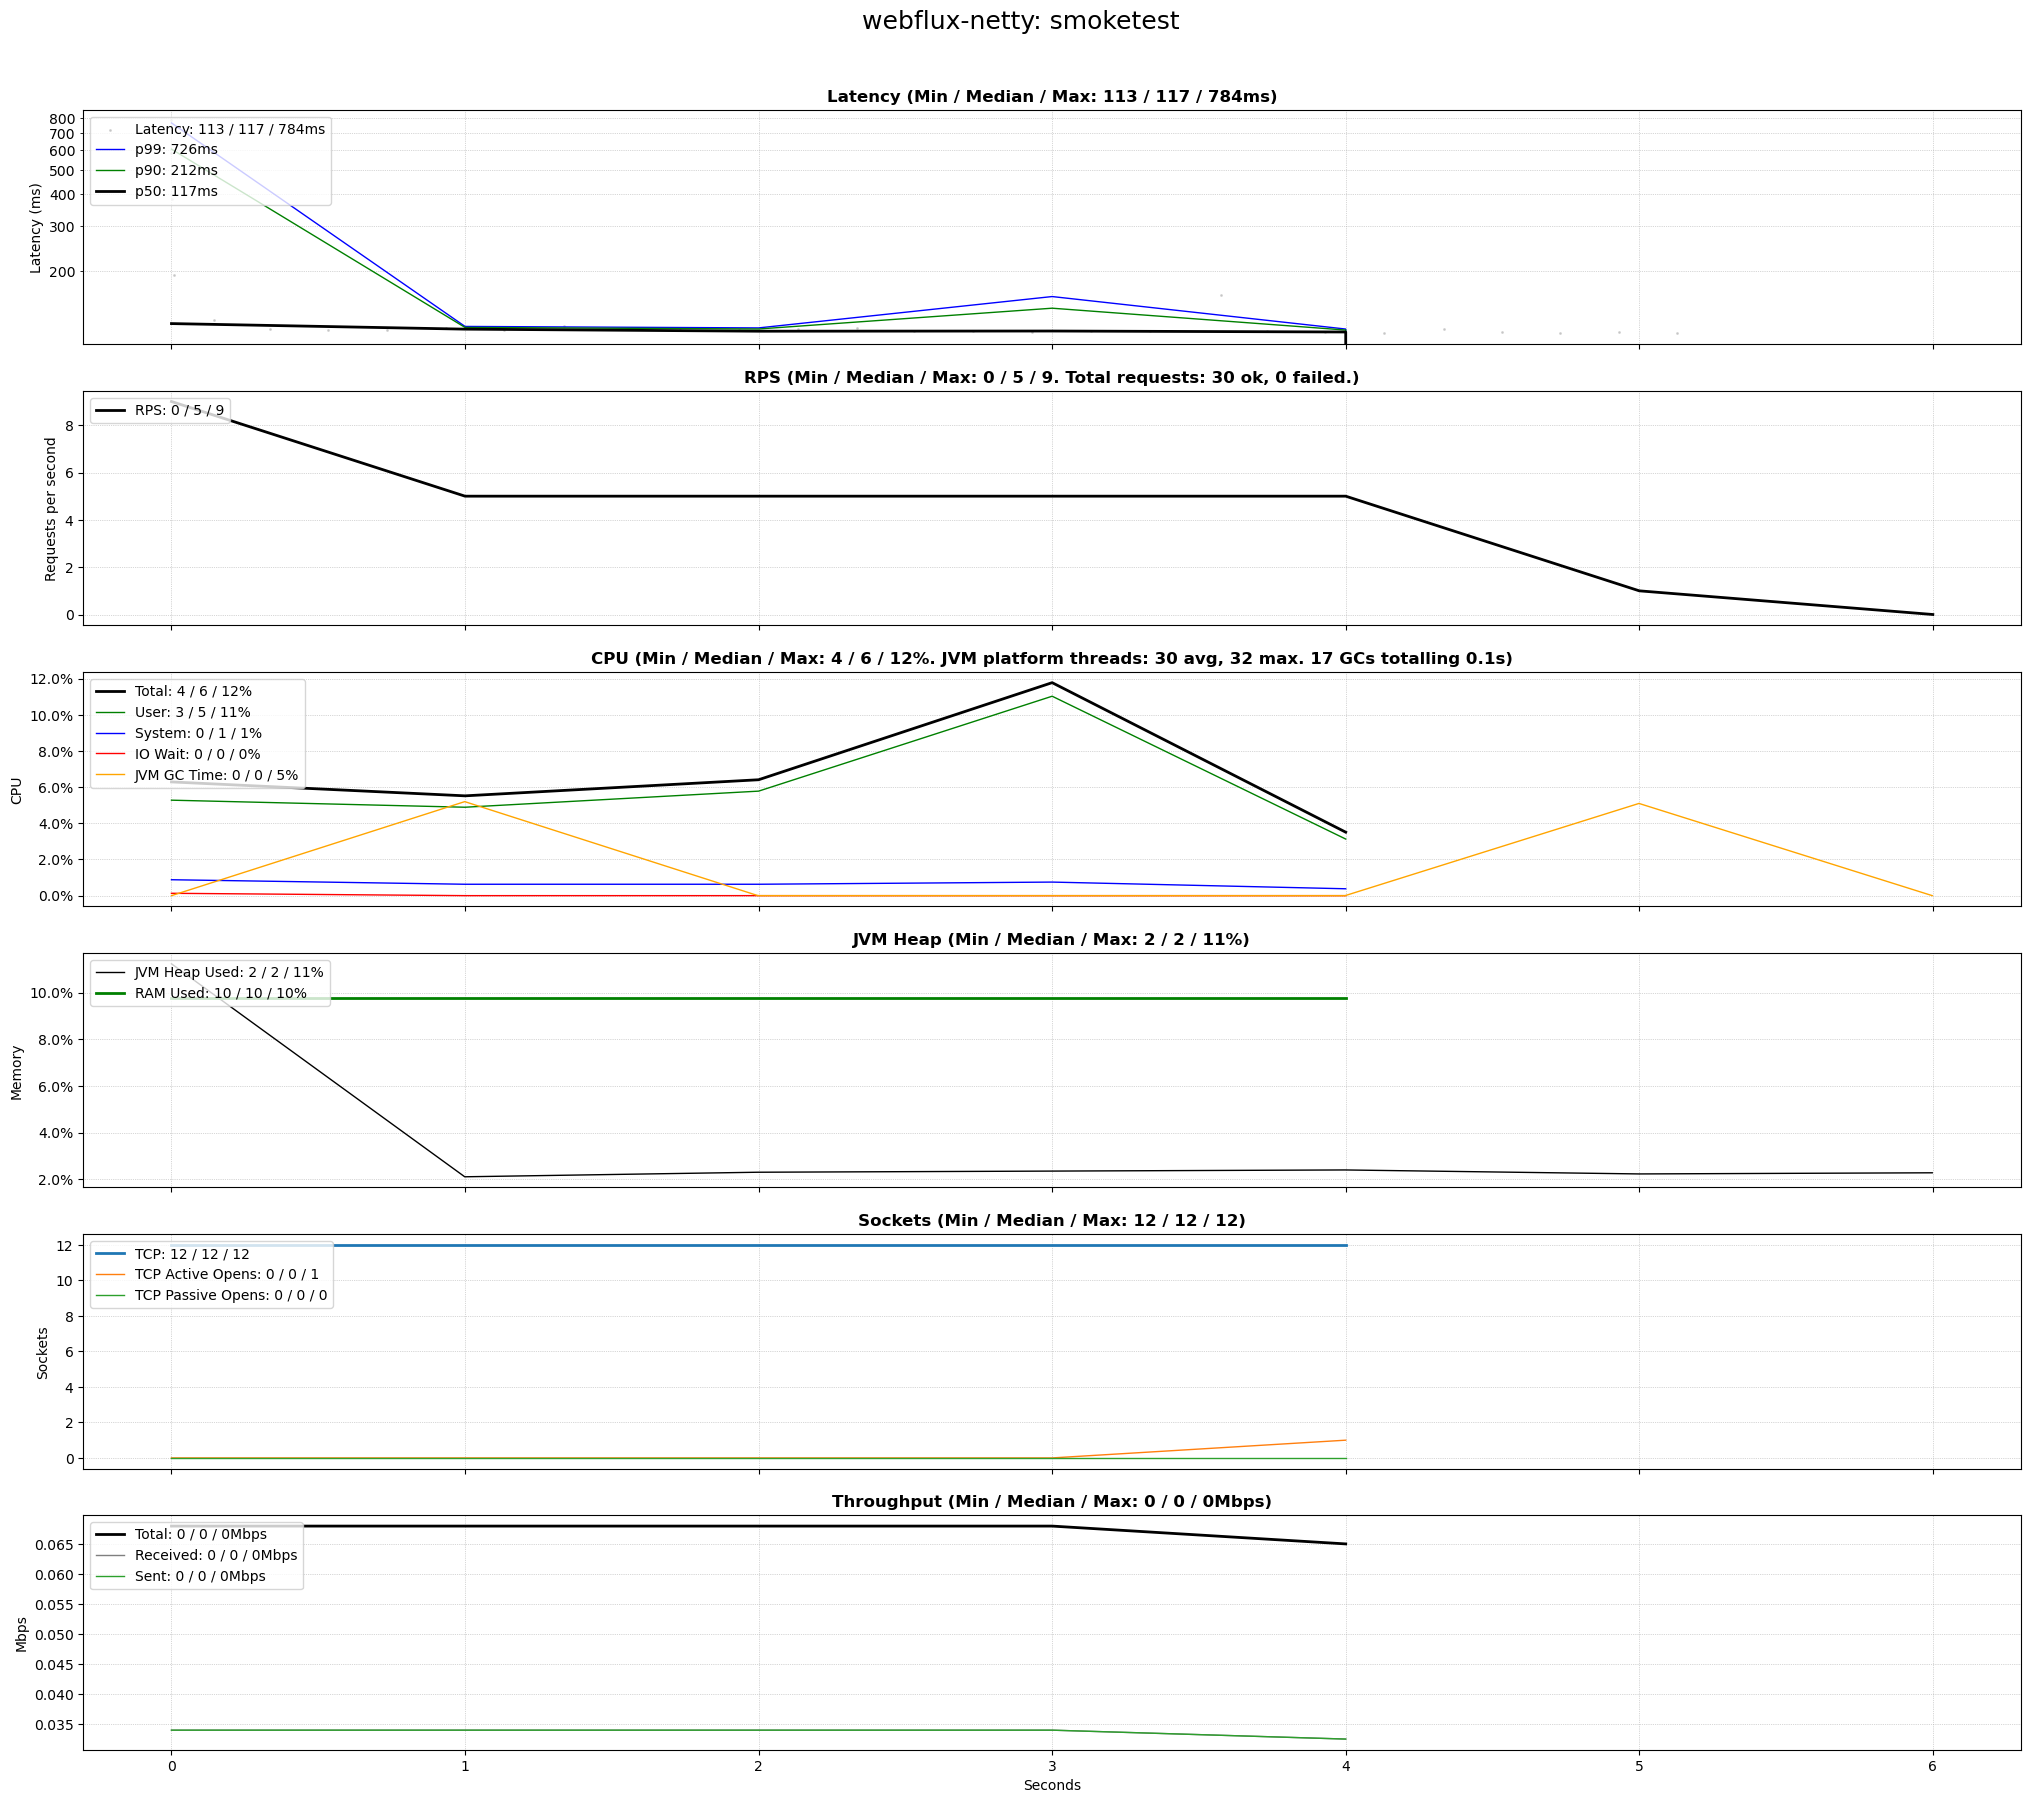 webflux-netty: smoketest
Latency (Min / Median / Max: 113 / 117 / 784ms)
Latency: 113 / 117 / 784ms
p99: 726ms
p90: 212ms
p50: 117ms
800
700
600
500
400
300
200
Latency (ms)
RPS (Min / Median / Max: 0 / 5 / 9. Total requests: 30 ok, 0 failed.)
RPS: 0 / 5 / 9
8
6
4
2
0
Requests per second
CPU (Min / Median / Max: 4 / 6 / 12%. JVM platform threads: 30 avg, 32 max. 17 GCs totalling 0.1s)
Total: 4 / 6 / 12%
User: 3 / 5 / 11%
System: 0 / 1 / 1%
IO Wait: 0 / 0 / 0%
JVM GC Time: 0 / 0 / 5%
12.0%
10.0%
8.0%
6.0%
4.0%
2.0%
0.0%
CPU
JVM Heap (Min / Median / Max: 2 / 2 / 11%)
JVM Heap Used: 2 / 2 / 11%
RAM Used: 10 / 10 / 10%
10.0%
8.0%
6.0%
4.0%
2.0%
Memory
Sockets (Min / Median / Max: 12 / 12 / 12)
TCP: 12 / 12 / 12
TCP Active Opens: 0 / 0 / 1
TCP Passive Opens: 0 / 0 / 0
12
10
8
6
4
2
0
Sockets
Throughput (Min / Median / Max: 0 / 0 / 0Mbps)
Total: 0 / 0 / 0Mbps
Received: 0 / 0 / 0Mbps
Sent: 0 / 0 / 0Mbps
0.065
0.060
0.055
0.050
0.045
0.040
0.035
Mbps
0 1 2 3 4 5 6
Seconds